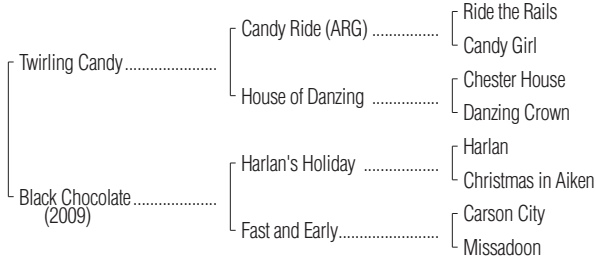 Ride the Rails
Candy Ride (ARG) ................
Candy Girl
Twirling Candy......................
Chester House
House of Danzing ................
Danzing Crown
Harlan
Harlan's Holiday ..................
Christmas in Aiken
Black Chocolate....................
(2009)
Carson City
Fast and Early........................
Missadoon